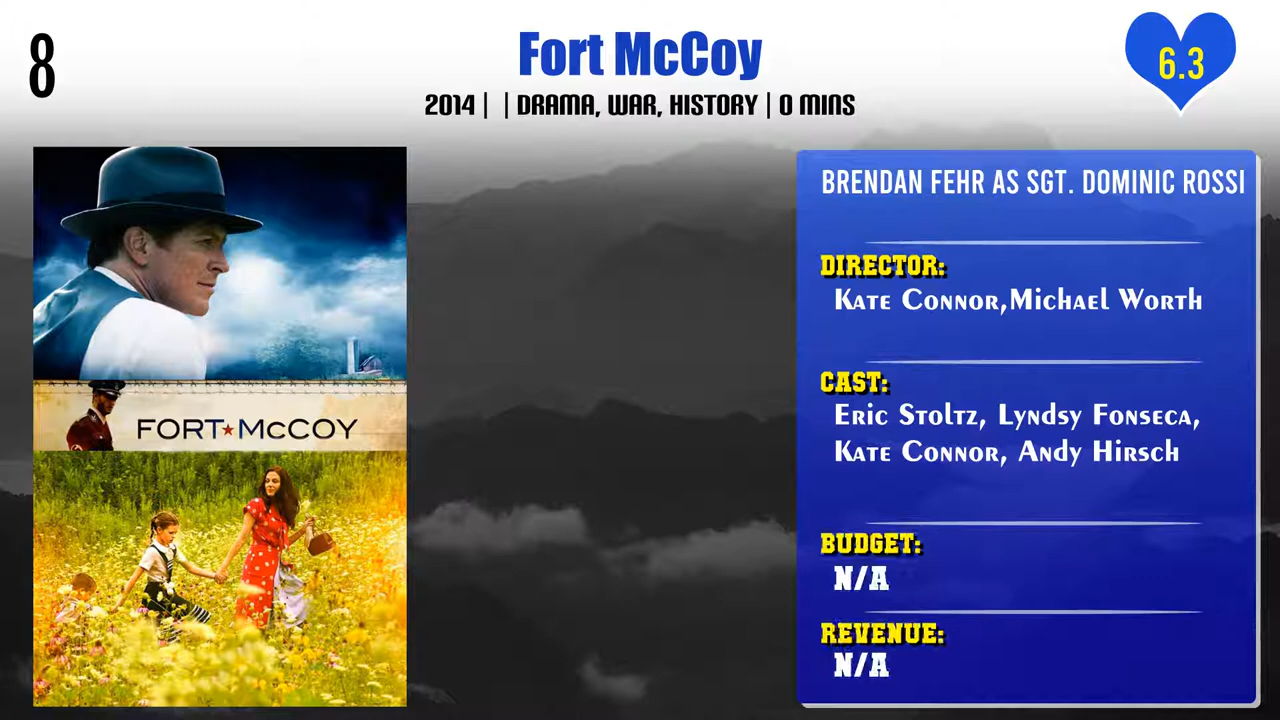 8
Fort McCoy
6.3
2014 | | DRAMA, WAR, HISTORY | 0 MINS
BRENDAN FEHR AS SGT. DOMINIC ROSSI
DIRECTOR:
KATE CONNOR,MICHAEL WORTH
CAST:
ERIC STOLTZ, LYNDSY FONSECA,
KATE CONNOR, ANDY HIRSCH
BUDGET:
N/A
REVENUE:
N/A
FORT★McCOY